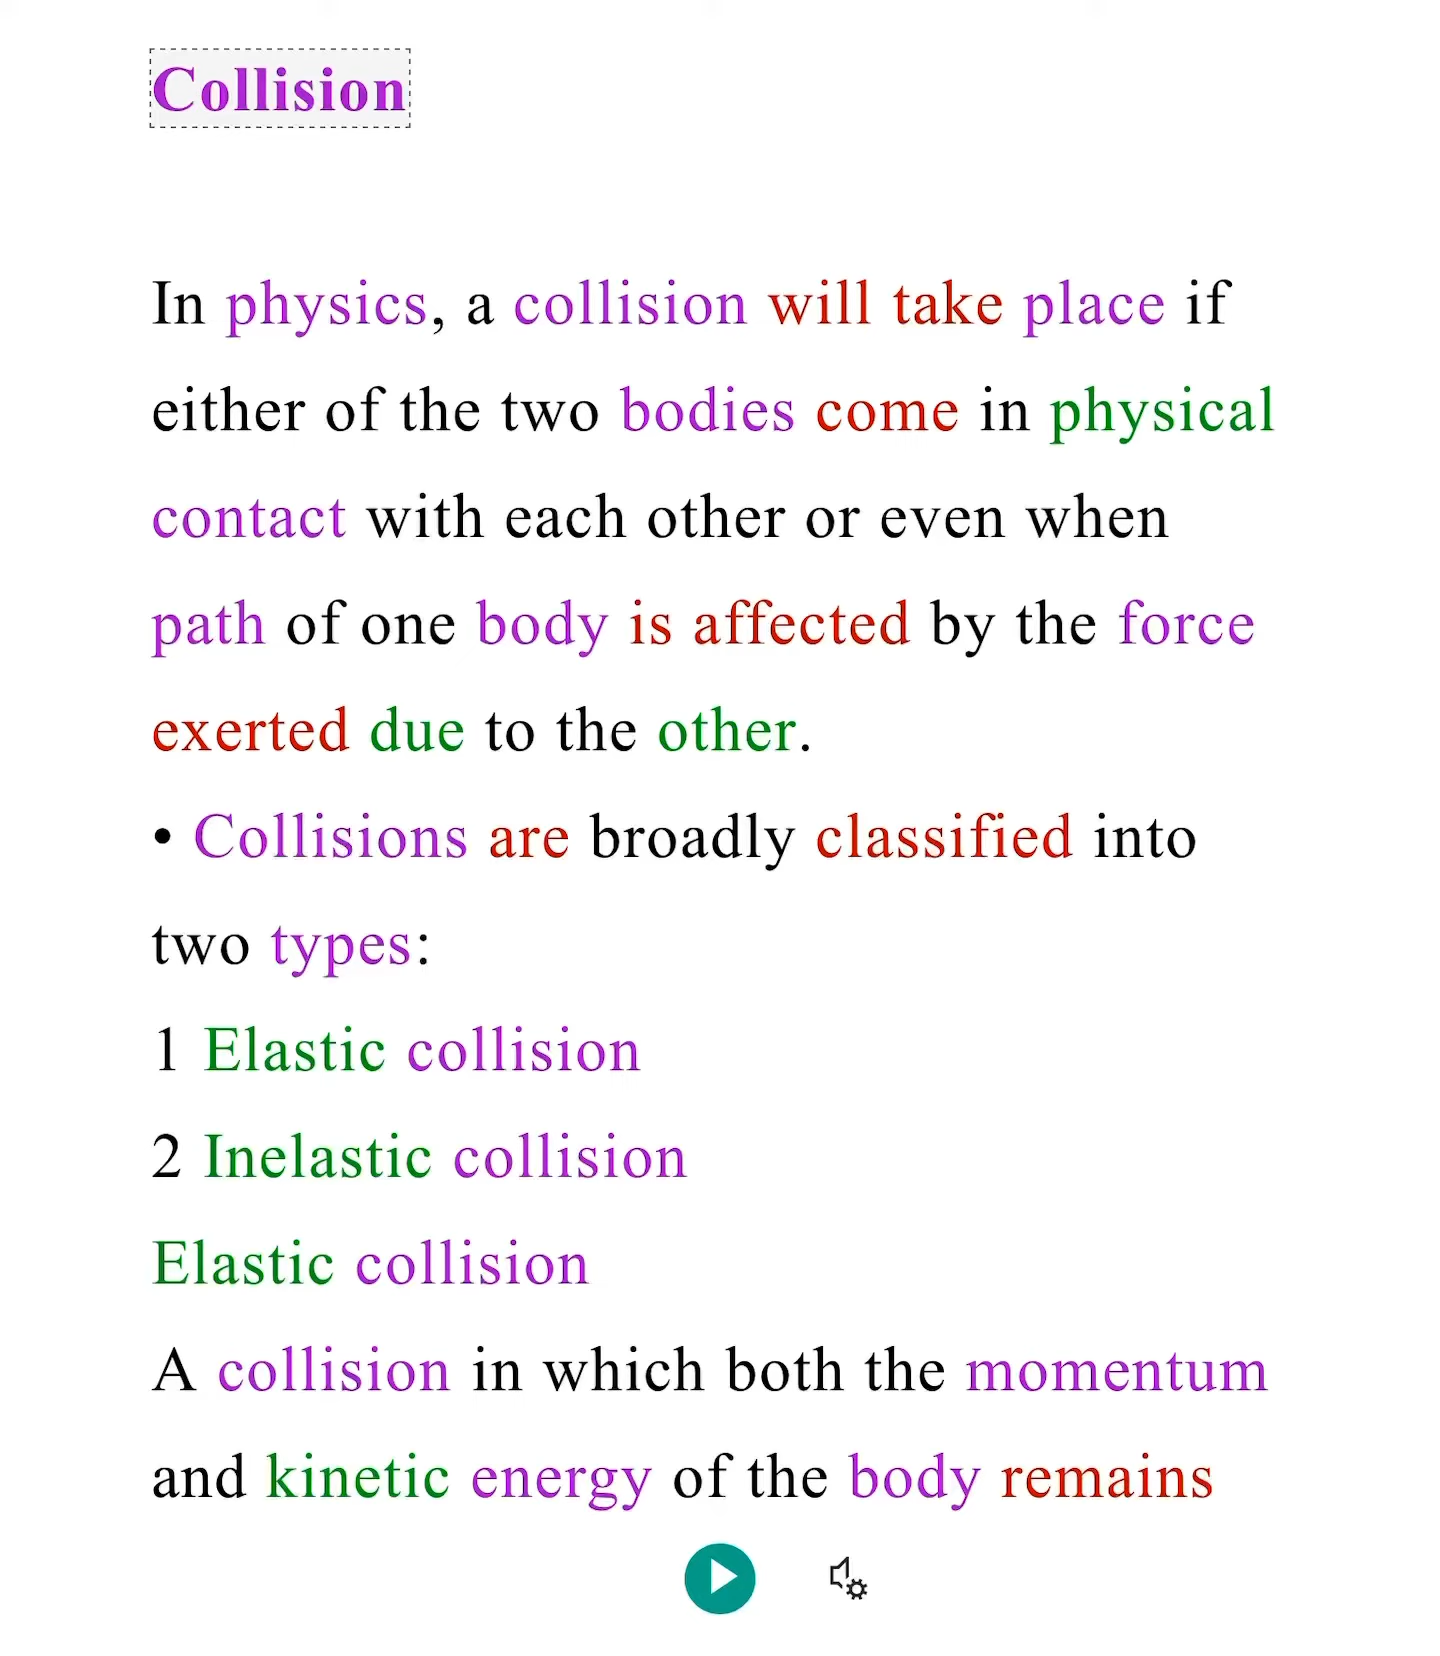 Collision
In physics, a collision will take place if
either of the two bodies come in physical
contact with each other or even when
path of one body is affected by the force
exerted due to the other.
• Collisions are broadly classified into
two types:
1 Elastic collision
2 Inelastic collision
Elastic collision
A collision in which both the momentum
and kinetic energy of the body remains